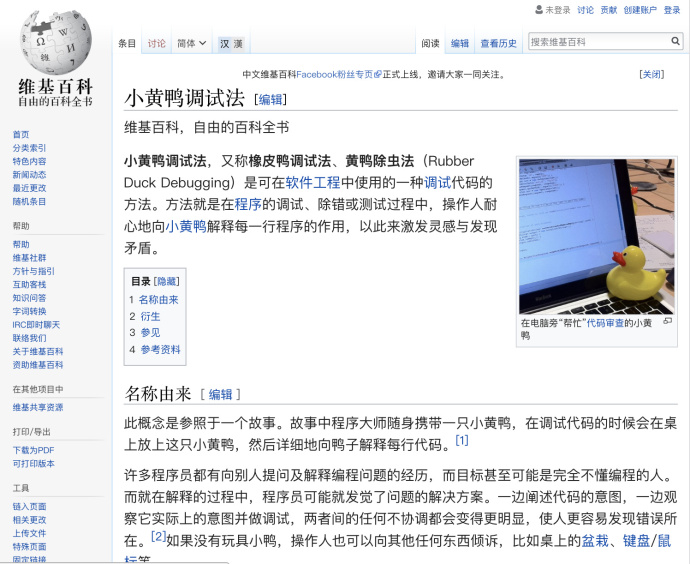 未登录 讨论 贡献 创建账户 登录
条目 讨论 简体 汉 漢 阅读 编辑 查看历史 搜索维基百科
维基百科
自由的百科全书
中文维基百科Facebook粉丝专页正式上线，邀请大家一同关注。 [关闭]
小黄鸭调试法 [编辑]
维基百科，自由的百科全书
小黄鸭调试法，又称橡皮鸭调试法、黄鸭除虫法（Rubber
Duck Debugging）是可在软件工程中使用的一种调试代码的
方法。方法就是在程序的调试、除错或测试过程中，操作人耐
心地向小黄鸭解释每一行程序的作用，以此来激发灵感与发现
矛盾。
在电脑旁“帮忙”代码审查的小黄
鸭
目录 [隐藏]
1 名称由来
2 衍生
3 参见
4 参考资料
名称由来 [ 编辑 ]
此概念是参照于一个故事。故事中程序大师随身携带一只小黄鸭，在调试代码的时候会在桌
上放上这只小黄鸭，然后详细地向鸭子解释每行代码。[1]
许多程序员都有向别人提问及解释编程问题的经历，而目标甚至可能是完全不懂编程的人。
而就在解释的过程中，程序员可能就发觉了问题的解决方案。一边阐述代码的意图，一边观
察它实际上的意图并做调试，两者间的任何不协调都会变得更明显，使人更容易发现错误所
在。[2]如果没有玩具小鸭，操作人也可以向其他任何东西倾诉，比如桌上的盆栽、键盘/鼠
标等
首页
分类索引
特色内容
新闻动态
最近更改
随机条目
帮助
帮助
维基社群
方针与指引
互助客栈
知识问答
字词转换
IRC即时聊天
联络我们
关于维基百科
资助维基百科
在其他项目中
维基共享资源
打印/导出
下载为PDF
可打印版本
工具
链入页面
相关更改
上传文件
特殊页面
固定链接